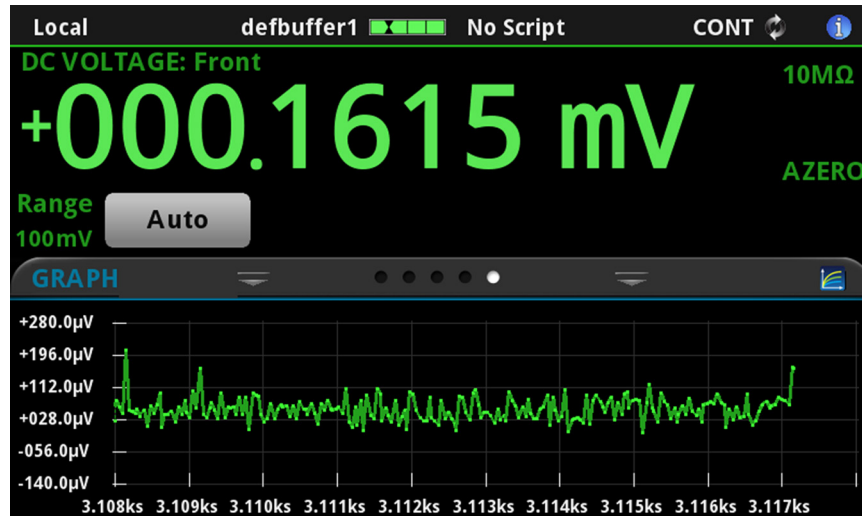 Local defbuffer1 No Script CONT i
DC VOLTAGE: Front
10MΩ
+000.1615 mV
AZERO
Range
100mV Auto
GRAPH
+280.0µV
+196.0µV
+112.0µV
+028.0µV
-056.0µV
-140.0µV
3.108ks 3.109ks 3.110ks 3.111ks 3.112ks 3.113ks 3.114ks 3.115ks 3.116ks 3.117ks